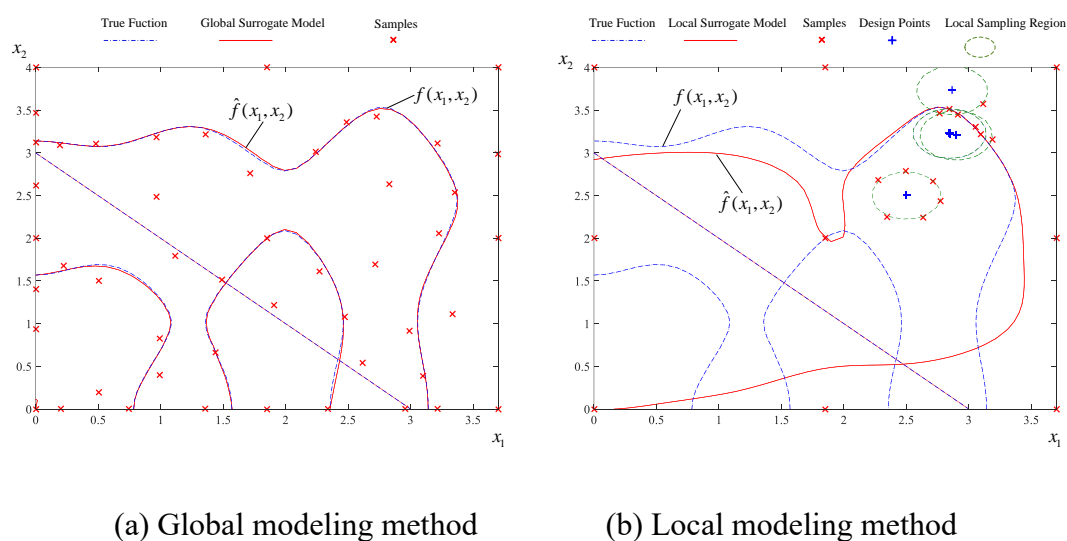 True Fuction Global Surrogate Model Samples
x₂
4
3.5
3
2.5
2
1.5
1
0.5
0
0 0.5 1 1.5 2 2.5 3 3.5
x₁
f̂(x₁,x₂)
f(x₁,x₂)
(a) Global modeling method
True Fuction Local Surrogate Model Samples Design Points Local Sampling Region
x₂
4
3.5
3
2.5
2
1.5
1
0.5
0
0 0.5 1 1.5 2 2.5 3 3.5
x₁
f(x₁,x₂)
f̂(x₁,x₂)
(b) Local modeling method